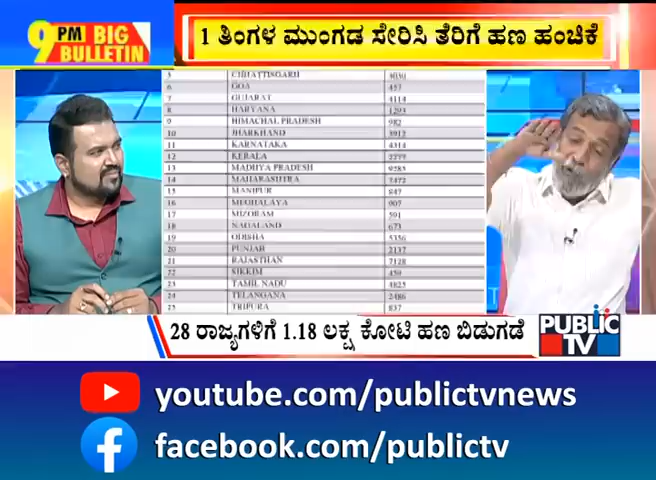 9 PM BIG BULLETIN
1 ತಿಂಗಳ ಮುಂಗಡ ಸೇರಿಸಿ ತೆರಿಗೆ ಹಣ ಹಂಚಿಕೆ
5 CHHATTISGARH
6 GOA 457
7 GUJARAT 4114
8 HARYANA 1293
9 HIMACHAL PRADESH 982
10 JHARKHAND 3912
11 KARNATAKA 4314
12 KERALA
13 MADHYA PRADESH
14 MAHARASHTRA 7472
15 MANIPUR 847
16 MEGHALAYA 907
17 MIZORAM 591
18 NAGALAND 673
19 ODISHA 5356
20 PUNJAB 2137
21 RAJASTHAN 7128
22 SIKKIM 459
23 TAMIL NADU 4825
24 TELANGANA 2486
25 TRIPURA 837
28 ರಾಜ್ಯಗಳಿಗೆ 1.18 ಲಕ್ಷ ಕೋಟಿ ಹಣ ಬಿಡುಗಡೆ
PUBLIC TV
youtube.com/publictvnews
facebook.com/publictv